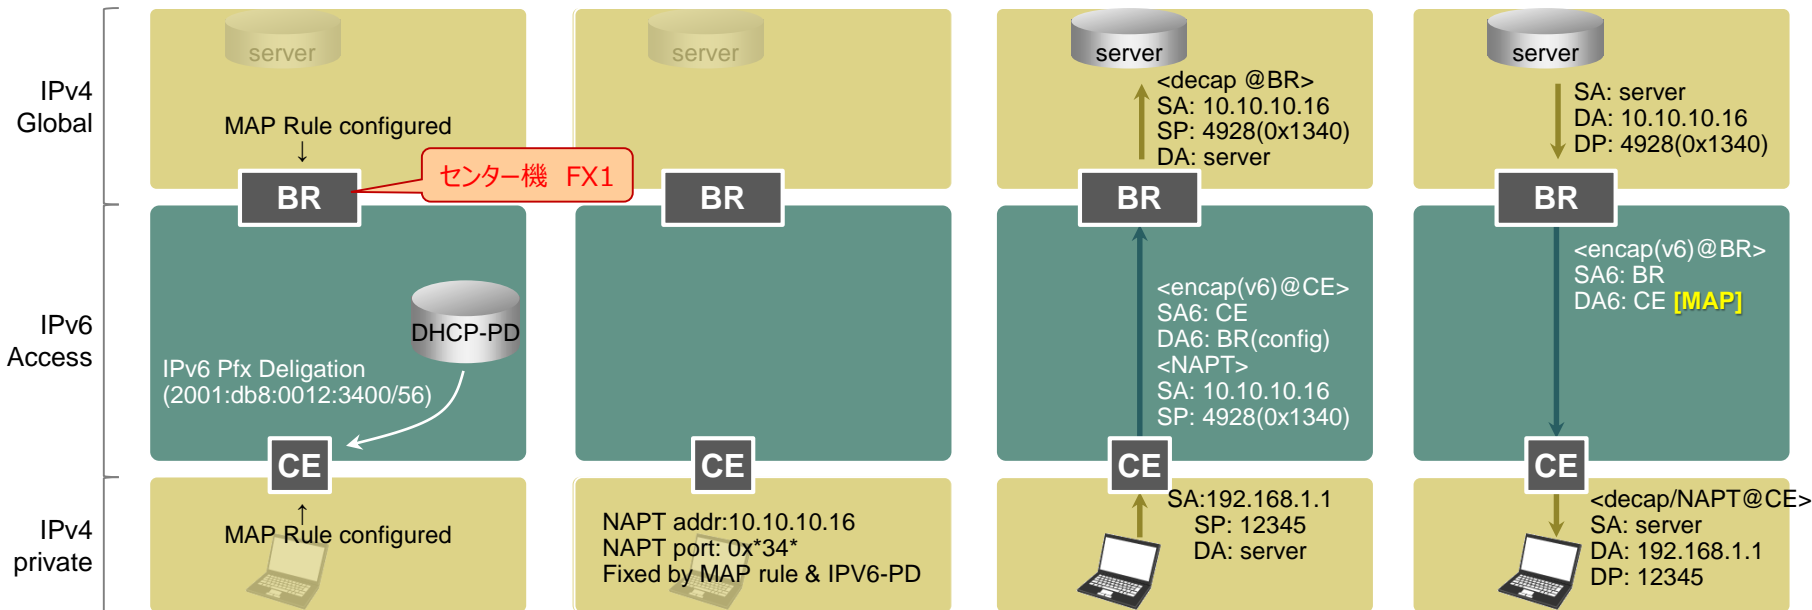 IPv4
Global
IPv6
Access
IPv4
private
server
MAP Rule configured
↓
BR
センター機 FX1
DHCP-PD
IPv6 Pfx Deligation
(2001:db8:0012:3400/56)
CE
↑
MAP Rule configured
server
BR
CE
NAPT addr:10.10.10.16
NAPT port: 0x*34*
Fixed by MAP rule & IPV6-PD
server
<decap @BR>
SA: 10.10.10.16
SP: 4928(0x1340)
DA: server
BR
<encap(v6)@CE>
SA6: CE
DA6: BR(config)
<NAPT>
SA: 10.10.10.16
SP: 4928(0x1340)
CE
SA:192.168.1.1
SP: 12345
DA: server
server
SA: server
DA: 10.10.10.16
DP: 4928(0x1340)
BR
<encap(v6)@BR>
SA6: BR
DA6: CE [MAP]
CE
<decap/NAPT@CE>
SA: server
DA: 192.168.1.1
DP: 12345